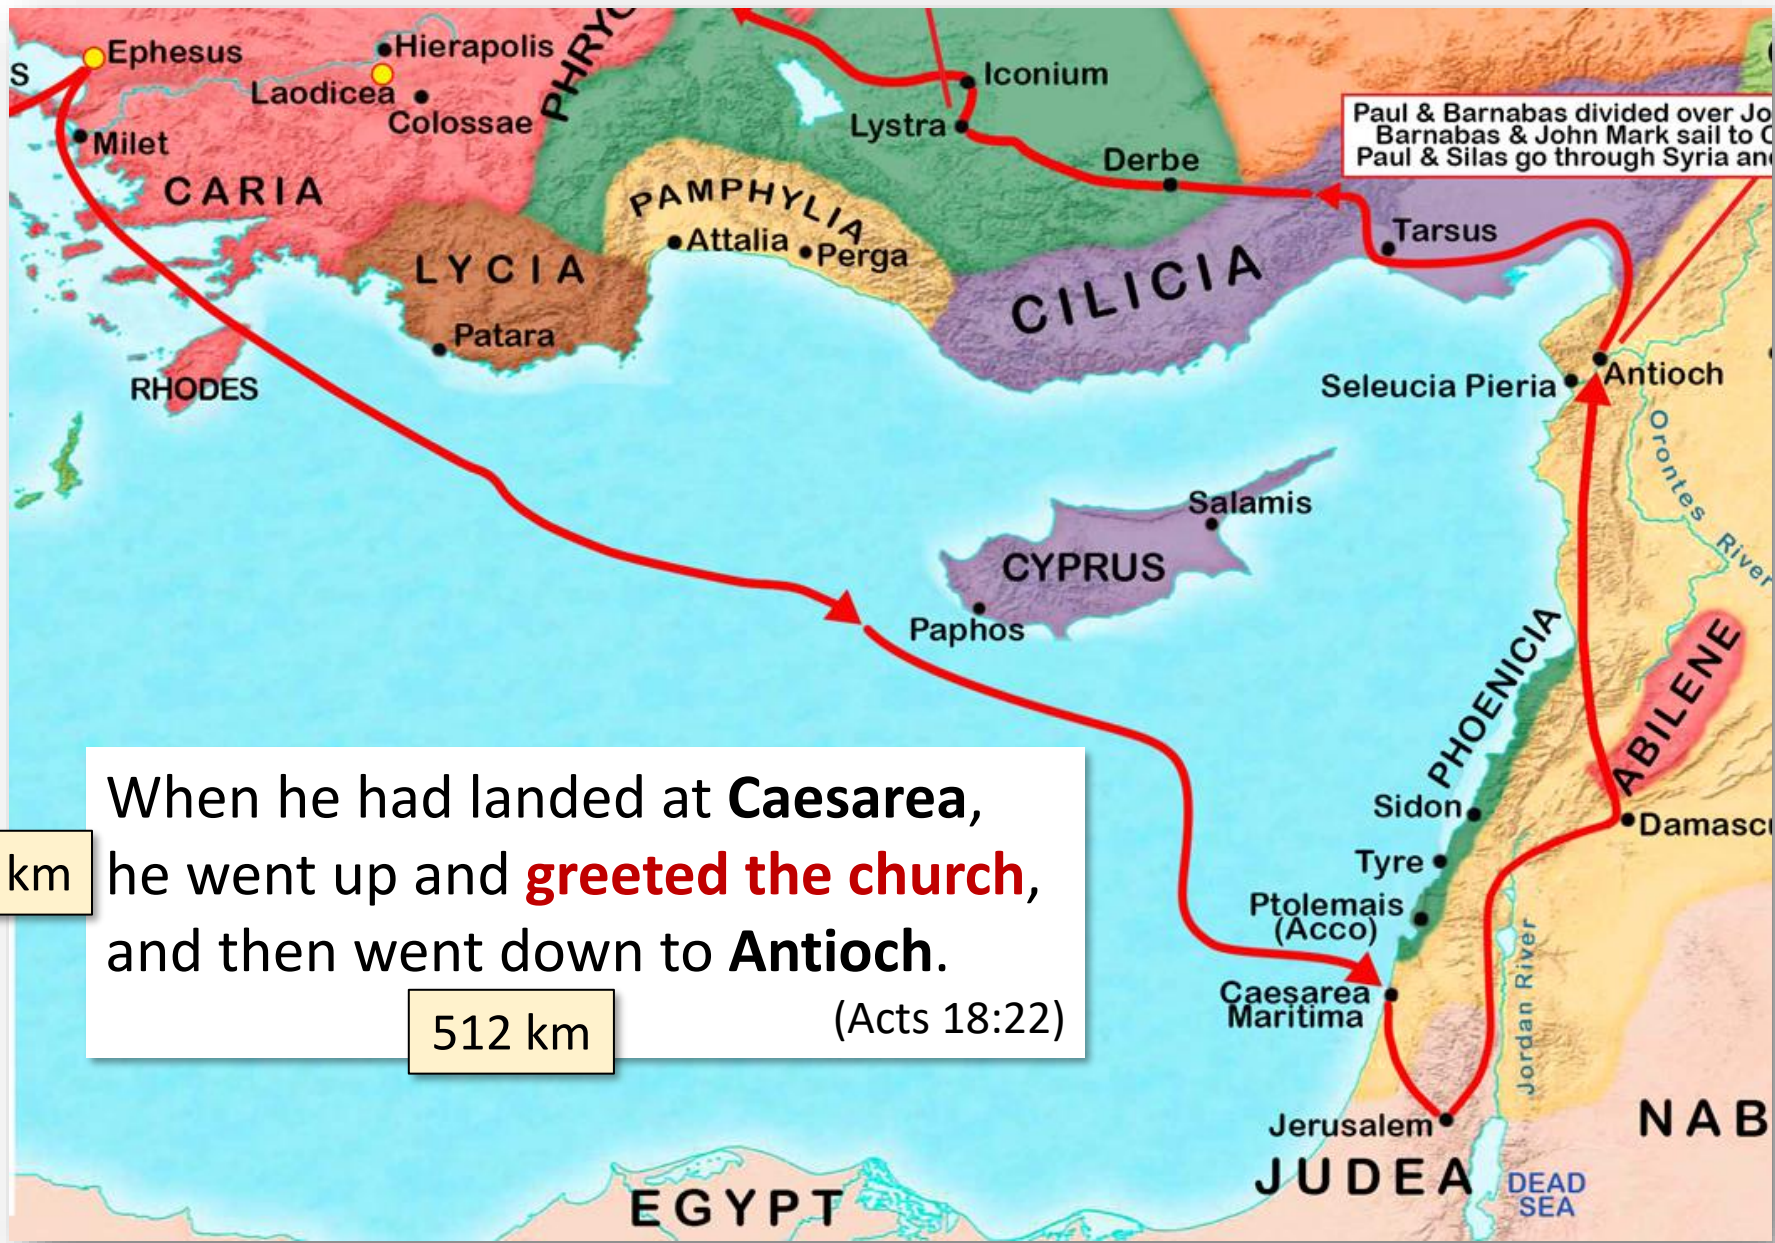 Ephesus
Hierapolis
Laodicea
Colossae
Milet
CARIA
S
PHRYG
Iconium
Lystra
Derbe
Paul & Barnabas divided over Jo
Barnabas & John Mark sail to C
Paul & Silas go through Syria and
PAMPHYLIA
Attalia
Perga
LYCIA
Patara
CILICIA
Tarsus
RHODES
Seleucia Pieria
Antioch
Orontes River
Salamis
CYPRUS
Paphos
PHOENICIA
ABILENE
Sidon
Damascu
Tyre
Ptolemais
(Acco)
Caesarea
Maritima
Jordan River
Jerusalem
JUDEA
NAB
DEAD
SEA
EGYPT
When he had landed at Caesarea,
km
he went up and greeted the church,
and then went down to Antioch.
(Acts 18:22)
512 km